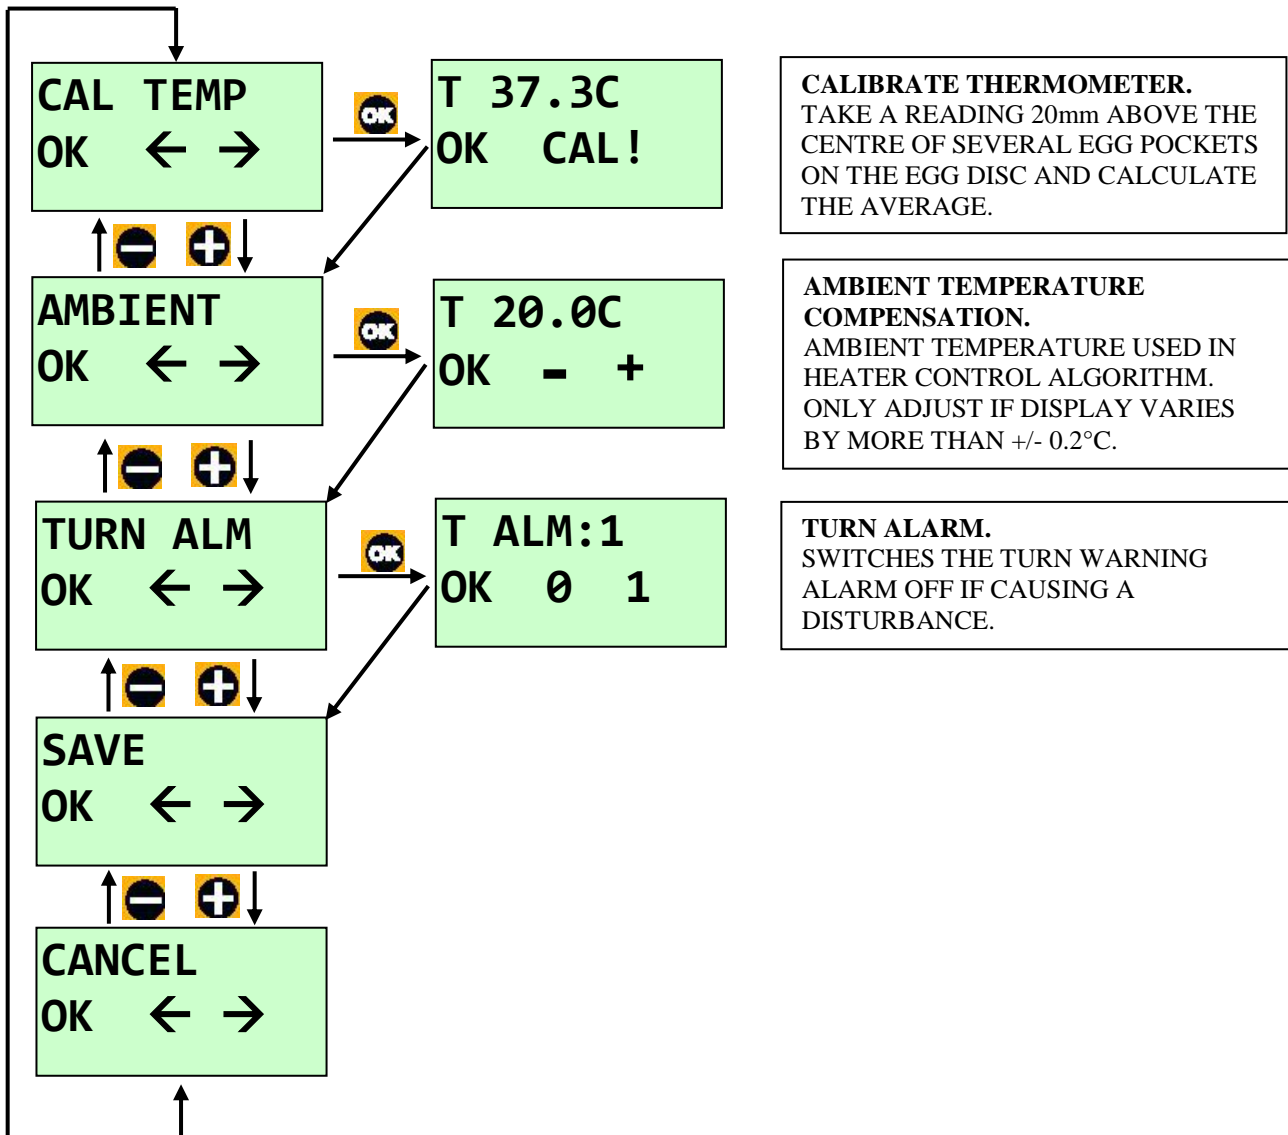 CAL TEMP
OK ← →
OK
T 37.3C
OK CAL!
CALIBRATE THERMOMETER.
TAKE A READING 20mm ABOVE THE
CENTRE OF SEVERAL EGG POCKETS
ON THE EGG DISC AND CALCULATE
THE AVERAGE.
− +
AMBIENT
OK ← →
OK
T 20.0C
OK - +
AMBIENT TEMPERATURE
COMPENSATION.
AMBIENT TEMPERATURE USED IN
HEATER CONTROL ALGORITHM.
ONLY ADJUST IF DISPLAY VARIES
BY MORE THAN +/- 0.2°C.
− +
TURN ALM
OK ← →
OK
T ALM:1
OK 0 1
TURN ALARM.
SWITCHES THE TURN WARNING
ALARM OFF IF CAUSING A
DISTURBANCE.
− +
SAVE
OK ← →
− +
CANCEL
OK ← →